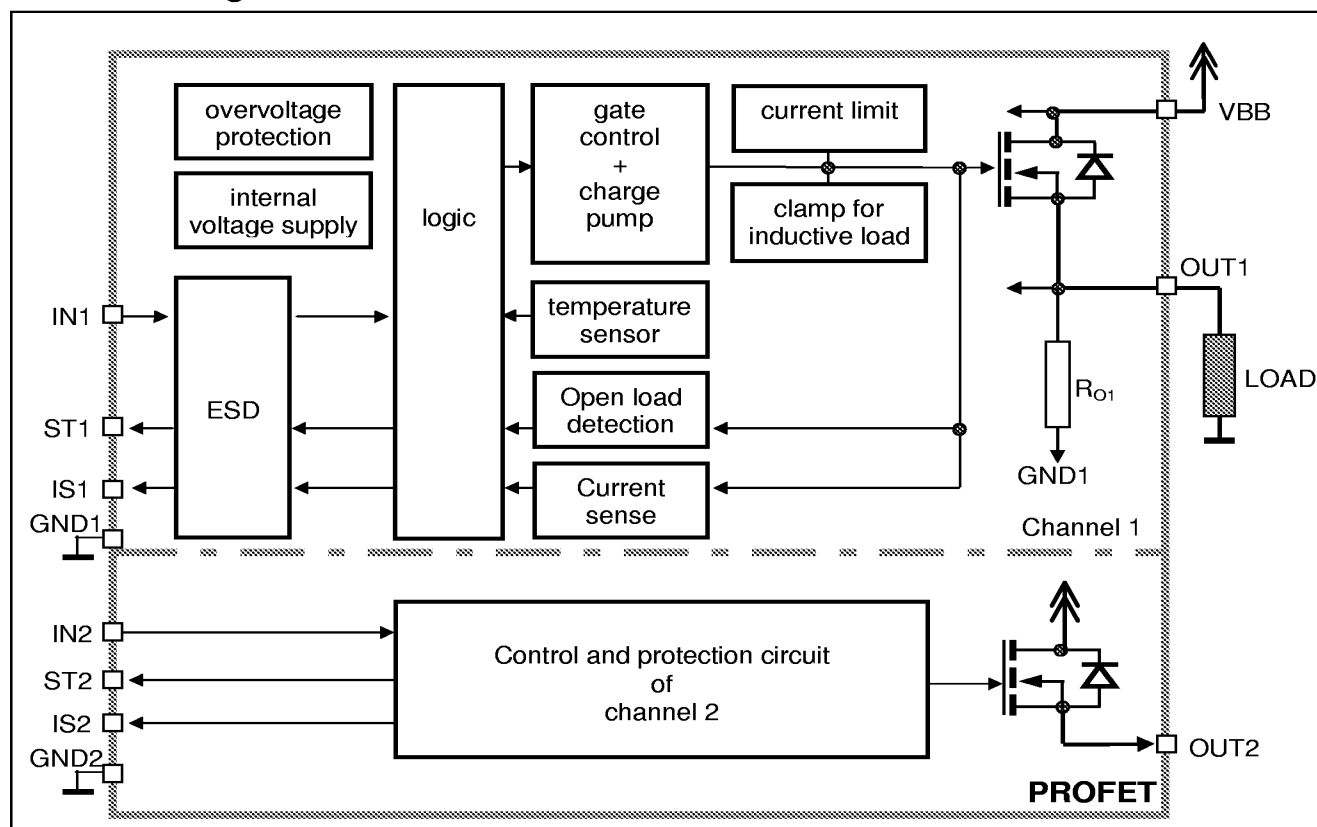 overvoltage
protection
internal
voltage supply
logic
gate
control
+
charge
pump
current limit
clamp for
inductive load
VBB
OUT1
IN1
ESD
temperature
sensor
LOAD
RO1
ST1
Open load
detection
IS1
Current
sense
GND1
GND1
Channel 1
IN2
ST2
IS2
GND2
Control and protection circuit
of
channel 2
OUT2
PROFET